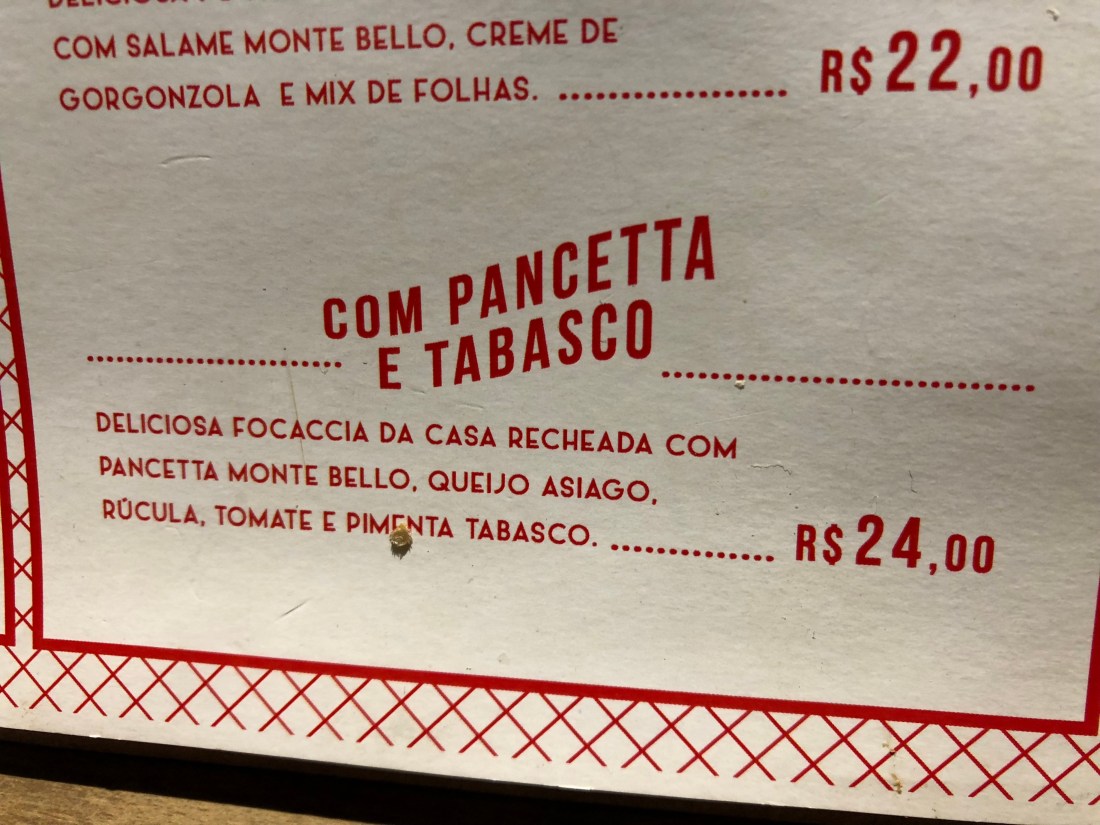 COM SALAME MONTE BELLO, CREME DE
GORGONZOLA E MIX DE FOLHAS. .................... R$ 22,00
COM PANCETTA
E TABASCO
DELICIOSA FOCACCIA DA CASA RECHEADA COM
PANCETTA MONTE BELLO, QUEIJO ASIAGO,
RÚCULA, TOMATE E PIMENTA TABASCO. ............... R$ 24,00